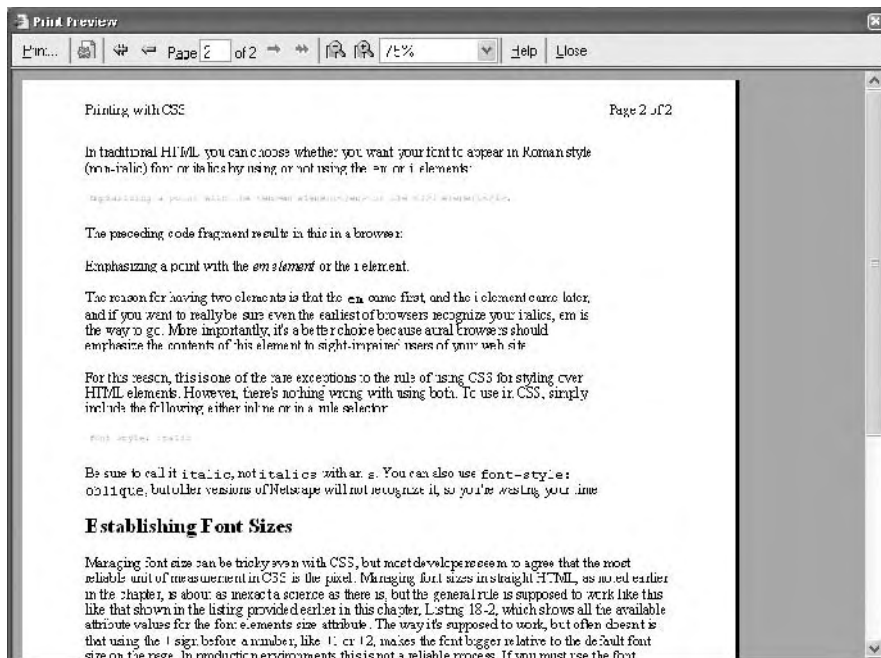 Print Preview
Print... Page 2 of 2 75% Help Close
Printing with CSS Page 2 of 2
In traditional HTML you can choose whether you want your font to appear in Roman style
(non-italic) font or italics by using or not using the em or i elements:
The preceding code fragment results in this in a browser:
Emphasizing a point with the em element or the i element.
The reason for having two elements is that the em came first, and the i element came later,
and if you want to really be sure even the earliest of browsers recognize your italics, em is
the way to go. More importantly, it's a better choice because aural browsers should
emphasize the contents of this element to sight-impaired users of your web site
For this reason, this is one of the rare exceptions to the rule of using CSS for styling over
HTML elements. However, there's nothing wrong with using both. To use in CSS, simply
include the following either inline or in a rule selector
font style: italic
Be sure to call it italic, not italics with an s. You can also use font-style:
oblique, but older versions of Netscape will not recognize it, so you're wasting your time
Establishing Font Sizes
Managing font size can be tricky even with CSS, but most developers seem to agree that the most
reliable unit of measurement in CSS is the pixel. Managing font sizes in straight HTML, as noted earlier
in the chapter, is about as inexact a science as there is, but the general rule is supposed to work like this
like that shown in the listing provided earlier in this chapter, Listing 18-2, which shows all the available
attribute values for the font elements size attribute. The way it's supposed to work, but often doesn't is
that using the + sign before a number, like +1 or +2, makes the font bigger relative to the default font
size on the page. In production environments this is not a reliable process. If you must use the font